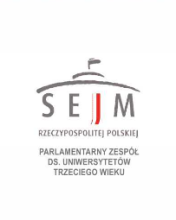 SEJM
RZECZYPOSPOLITEJ POLSKIEJ
PARLAMENTARNY ZESPÓŁ
DS. UNIWERSYTETÓW
TRZECIEGO WIEKU